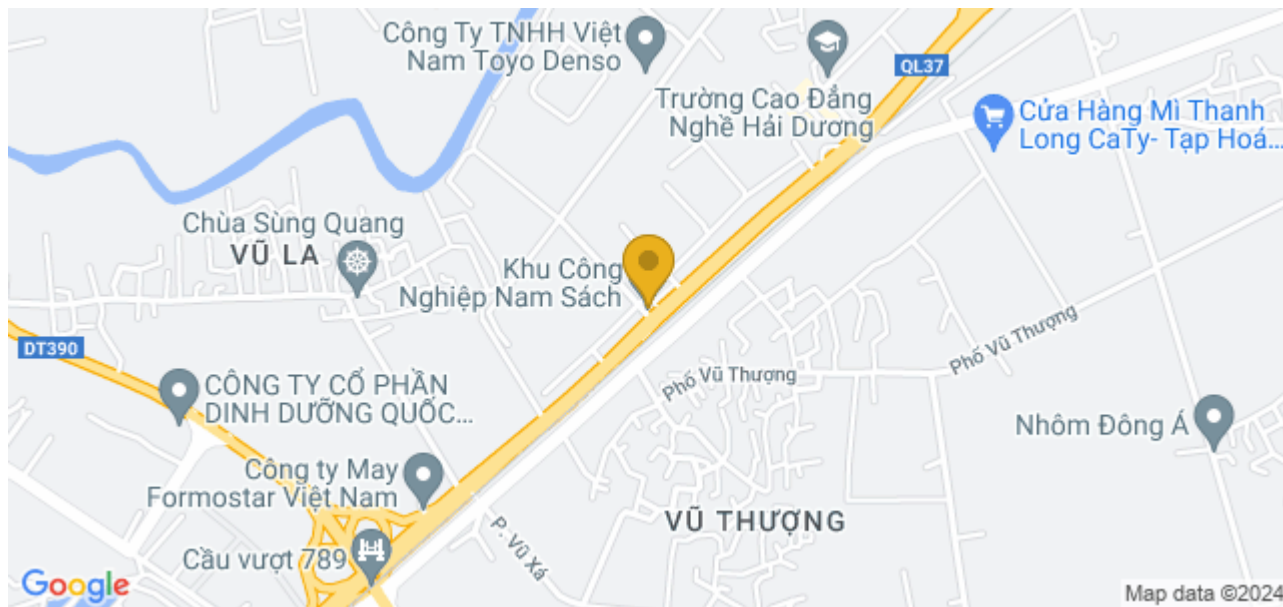 Công Ty TNHH Việt
Nam Toyo Denso
QL37
Trường Cao Đẳng
Nghề Hải Dương
Cửa Hàng Mì Thanh
Long CaTy- Tạp Hoá...
Chùa Sùng Quang
VŨ LA
Khu Công
Nghiệp Nam Sách
DT390
Phố Vũ Thượng
Phố Vũ Thượng
CÔNG TY CỔ PHẦN
DINH DƯỠNG QUỐC...
Nhôm Đông Á
Công ty May
Formostar Việt Nam
VŨ THƯỢNG
P. Vũ Xá
Cầu vượt 789
Google
Map data ©2024